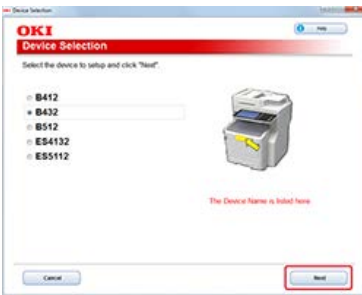 Device Selection
OKI
Help
Device Selection
Select the device to setup and click "Next".
B412
B432
B512
ES4132
ES5112
The Device Name is listed here
Cancel
Next